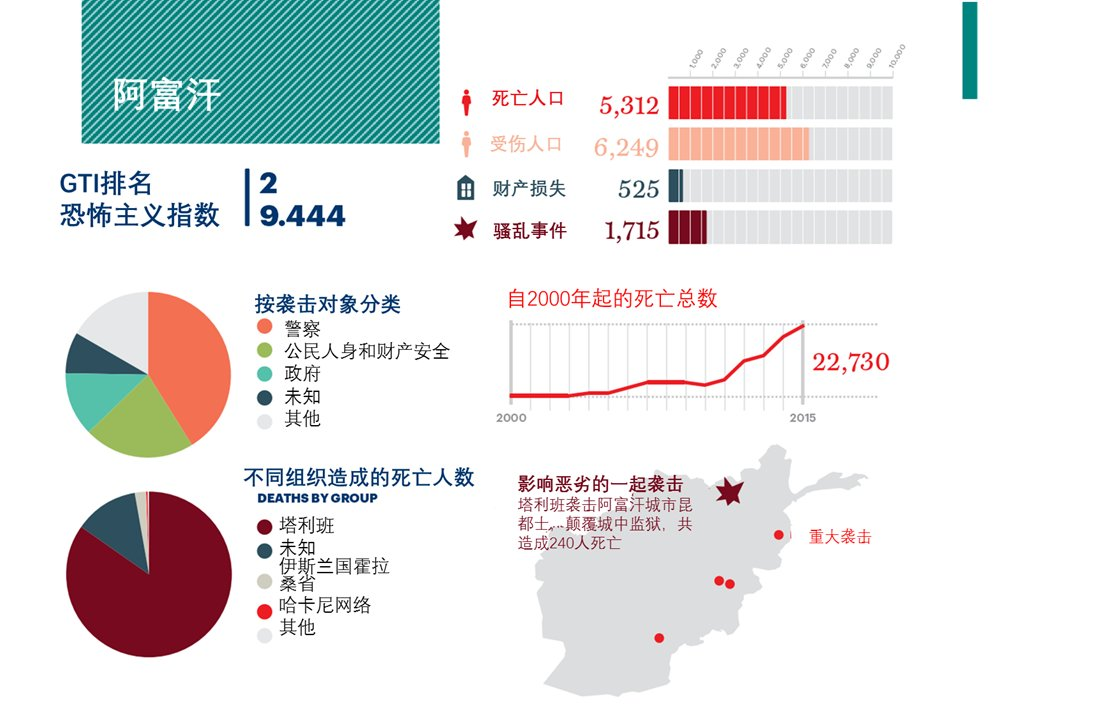 阿富汗
GTI排名
2
恐怖主义指数
9.444
1,000 2,000 3,000 4,000 5,000 6,000 7,000 8,000 9,000 10,000
死亡人口 5,312
受伤人口 6,249
财产损失 525
骚乱事件 1,715
按袭击对象分类
警察
公民人身和财产安全
政府
未知
其他
自2000年起的死亡总数
22,730
2000 2015
不同组织造成的死亡人数
DEATHS BY GROUP
塔利班
未知
伊斯兰国霍拉
桑省
哈卡尼网络
其他
影响恶劣的一起袭击
塔利班袭击阿富汗城市昆
都士,..颠覆城中监狱，共
造成240人死亡
重大袭击